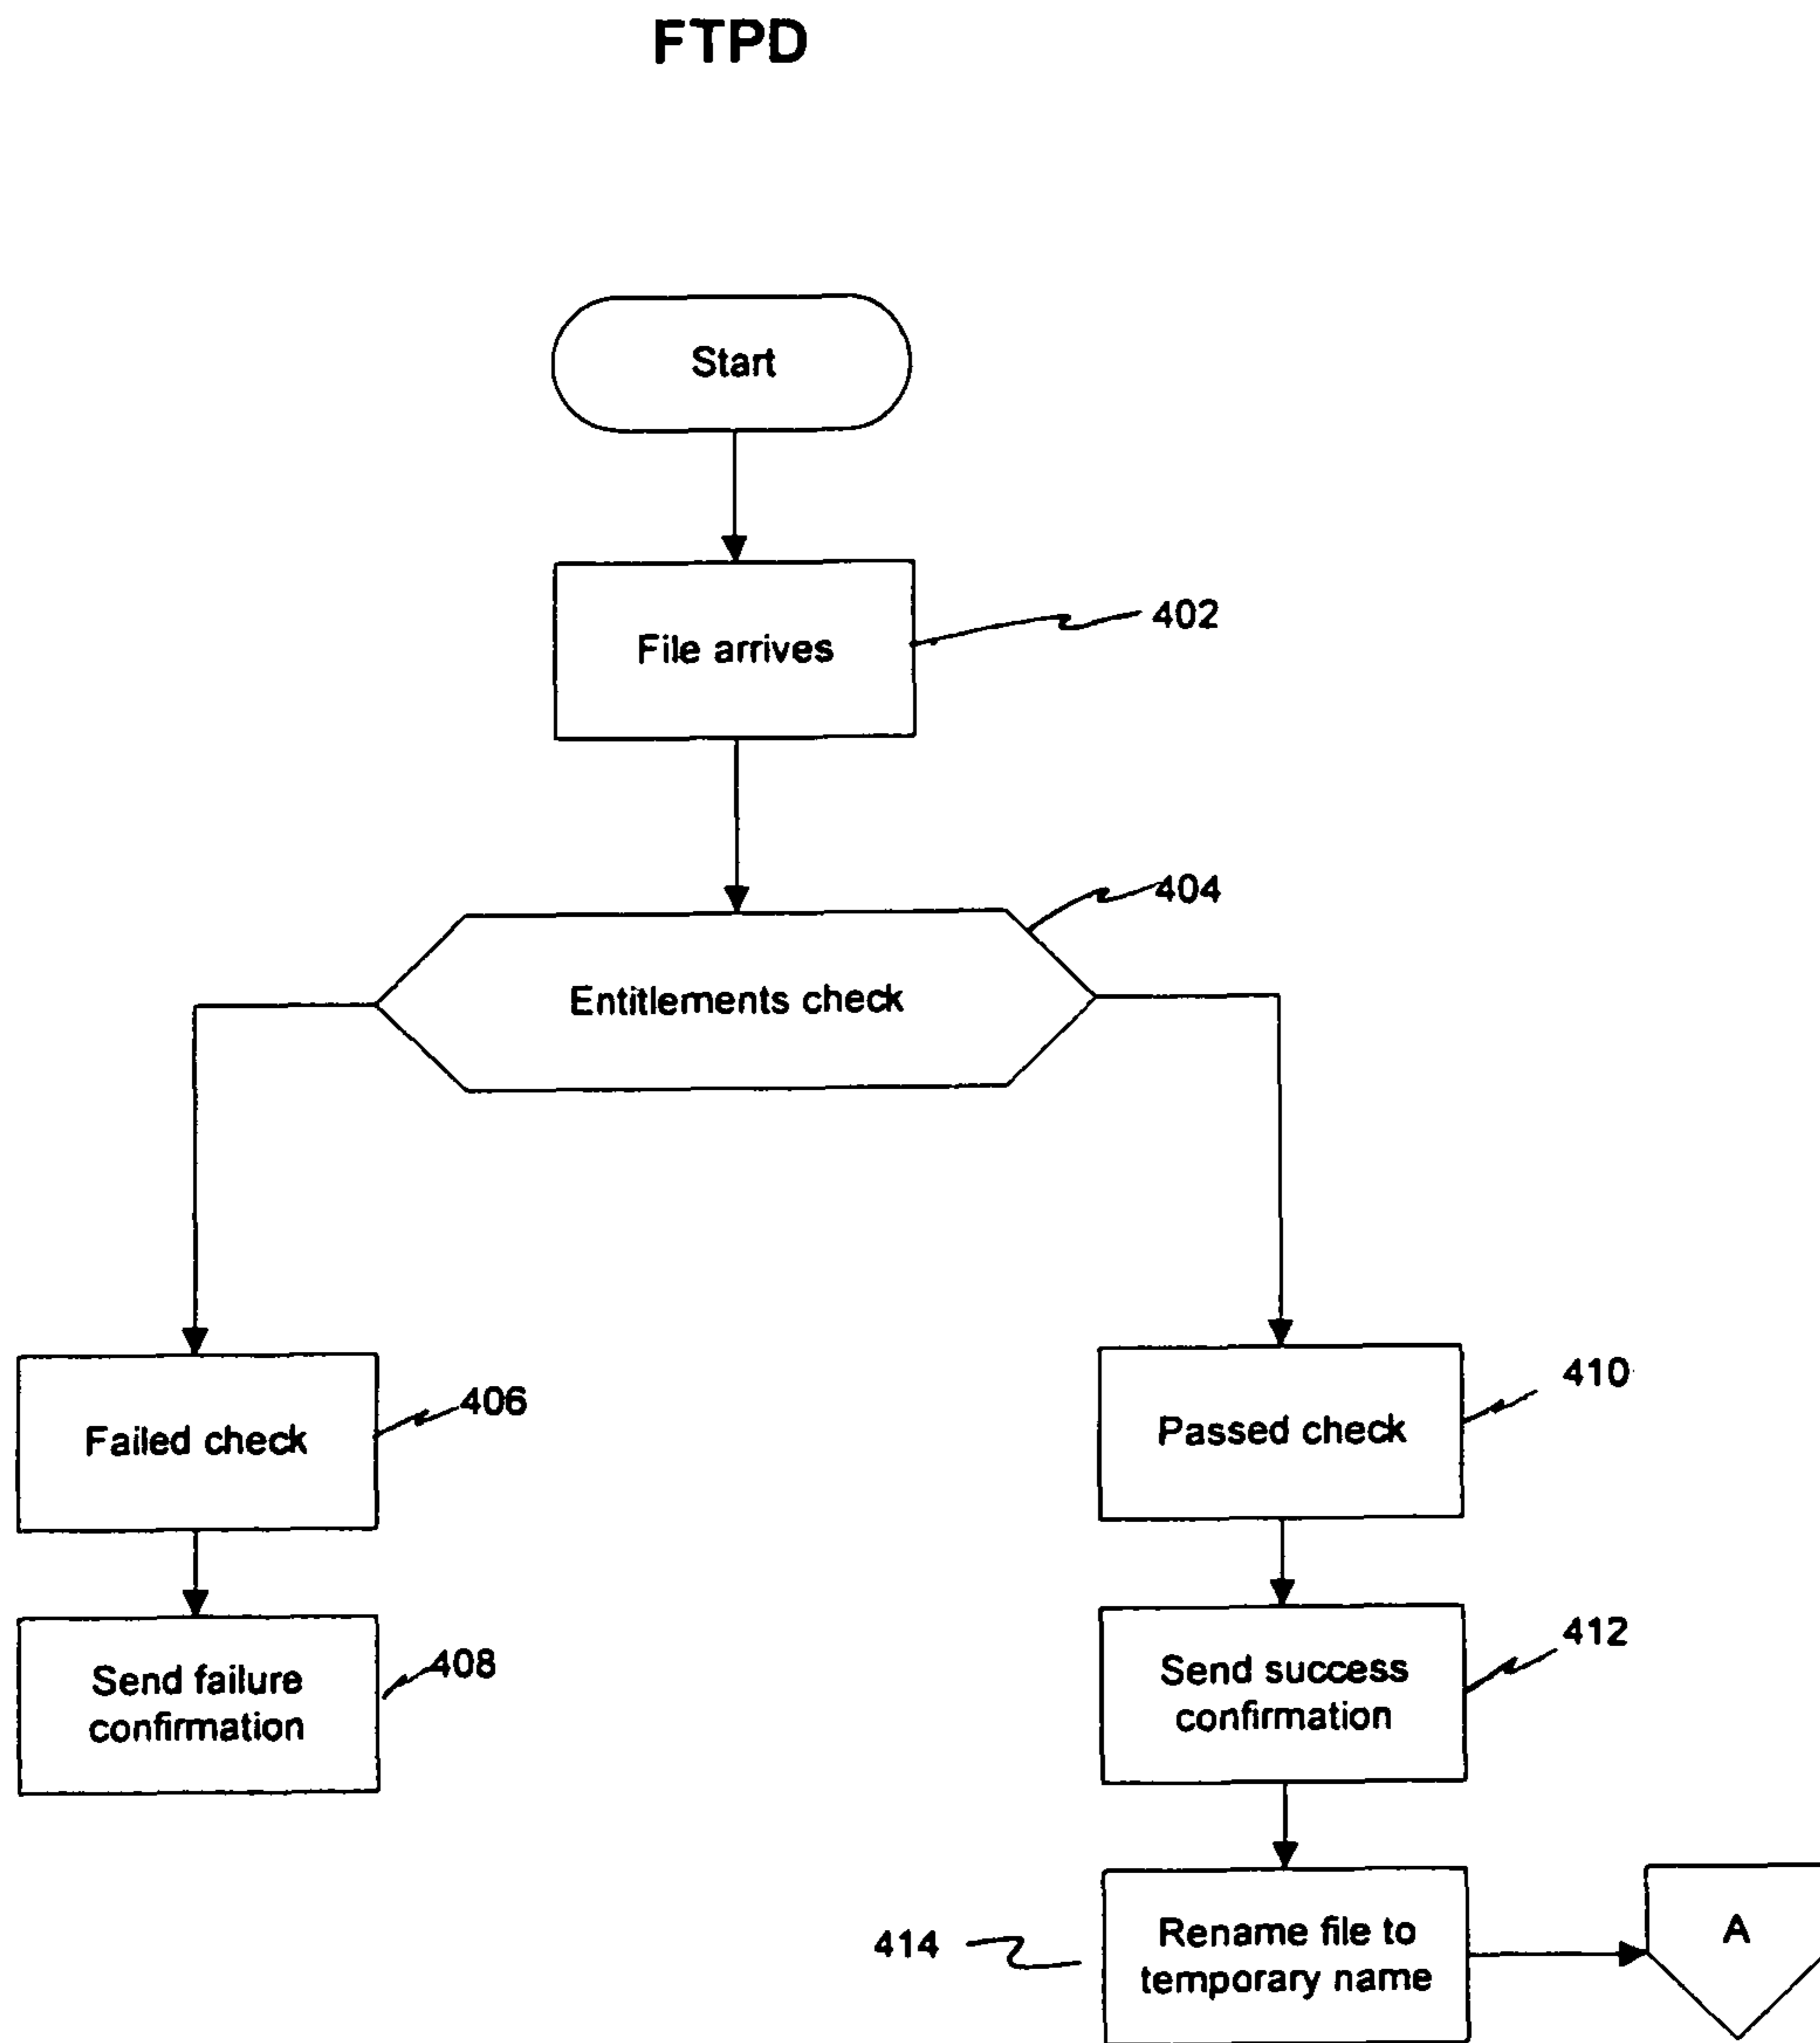 FTPD
Start
File arrives
402
404
Entitlements check
Failed check
406
Passed check
410
Send failure
confirmation
408
Send success
confirmation
412
414
Rename file to
temporary name
A